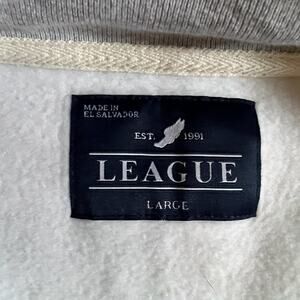 MADE IN
EL SALVADOR
EST. 1991
LEAGUE
LARGE